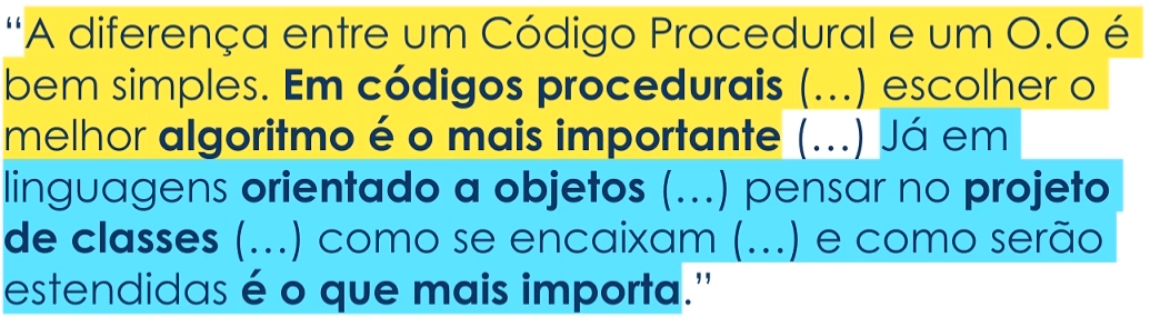 “A diferença entre um Código Procedural e um O.O é
bem simples. Em códigos procedurais (...) escolher o
melhor algoritmo é o mais importante (...) Já em
linguagens orientado a objetos (...) pensar no projeto
de classes (...) como se encaixam (...) e como serão
estendidas é o que mais importa.”